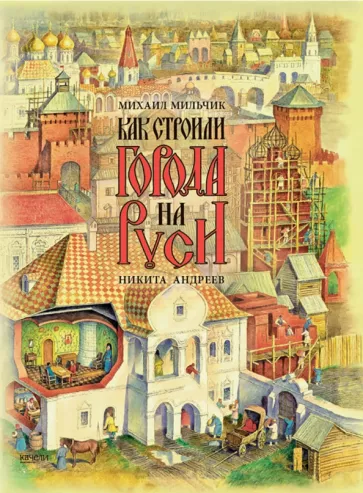 МИХАИЛ МИЛЬЧИК
КАК СТРОИЛИ
ГОРОДА
НА
РУСИ
НИКИТА АНДРЕЕВ
КАЧЕЛИ